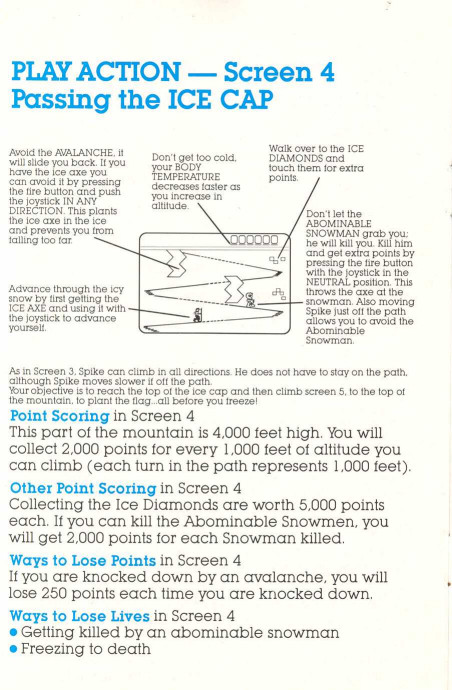 PLAY ACTION — Screen 4
Passing the ICE CAP
Avoid the AVALANCHE, it
will slide you back. If you
have the ice axe you
can avoid it by pressing
the fire button and push
the joystick IN ANY
DIRECTION. This plants
the ice axe in the ice
and prevents you from
falling too far.
Don't get too cold,
your BODY
TEMPERATURE
decreases faster as
you increase in
altitude.
Walk over to the ICE
DIAMONDS and
touch them for extra
points.
Don't let the
ABOMINABLE
SNOWMAN grab you;
he will kill you. Kill him
and get extra points by
pressing the fire button
with the joystick in the
NEUTRAL position. This
throws the axe at the
snowman. Also moving
Spike just off the path
allows you to avoid the
Abominable
Snowman.
Advance through the icy
snow by first getting the
ICE AXE and using it with
the joystick to advance
yourself.
As in Screen 3, Spike can climb in all directions. He does not have to stay on the path,
although Spike moves slower if off the path.
Your objective is to reach the top of the ice cap and then climb screen 5, to the top of
the mountain, to plant the flag...all before you freeze!
Point Scoring in Screen 4
This part of the mountain is 4,000 feet high. You will
collect 2,000 points for every 1,000 feet of altitude you
can climb (each turn in the path represents 1,000 feet).
Other Point Scoring in Screen 4
Collecting the Ice Diamonds are worth 5,000 points
each. If you can kill the Abominable Snowmen, you
will get 2,000 points for each Snowman killed.
Ways to Lose Points in Screen 4
If you are knocked down by an avalanche, you will
lose 250 points each time you are knocked down.
Ways to Lose Lives in Screen 4
● Getting killed by an abominable snowman
● Freezing to death